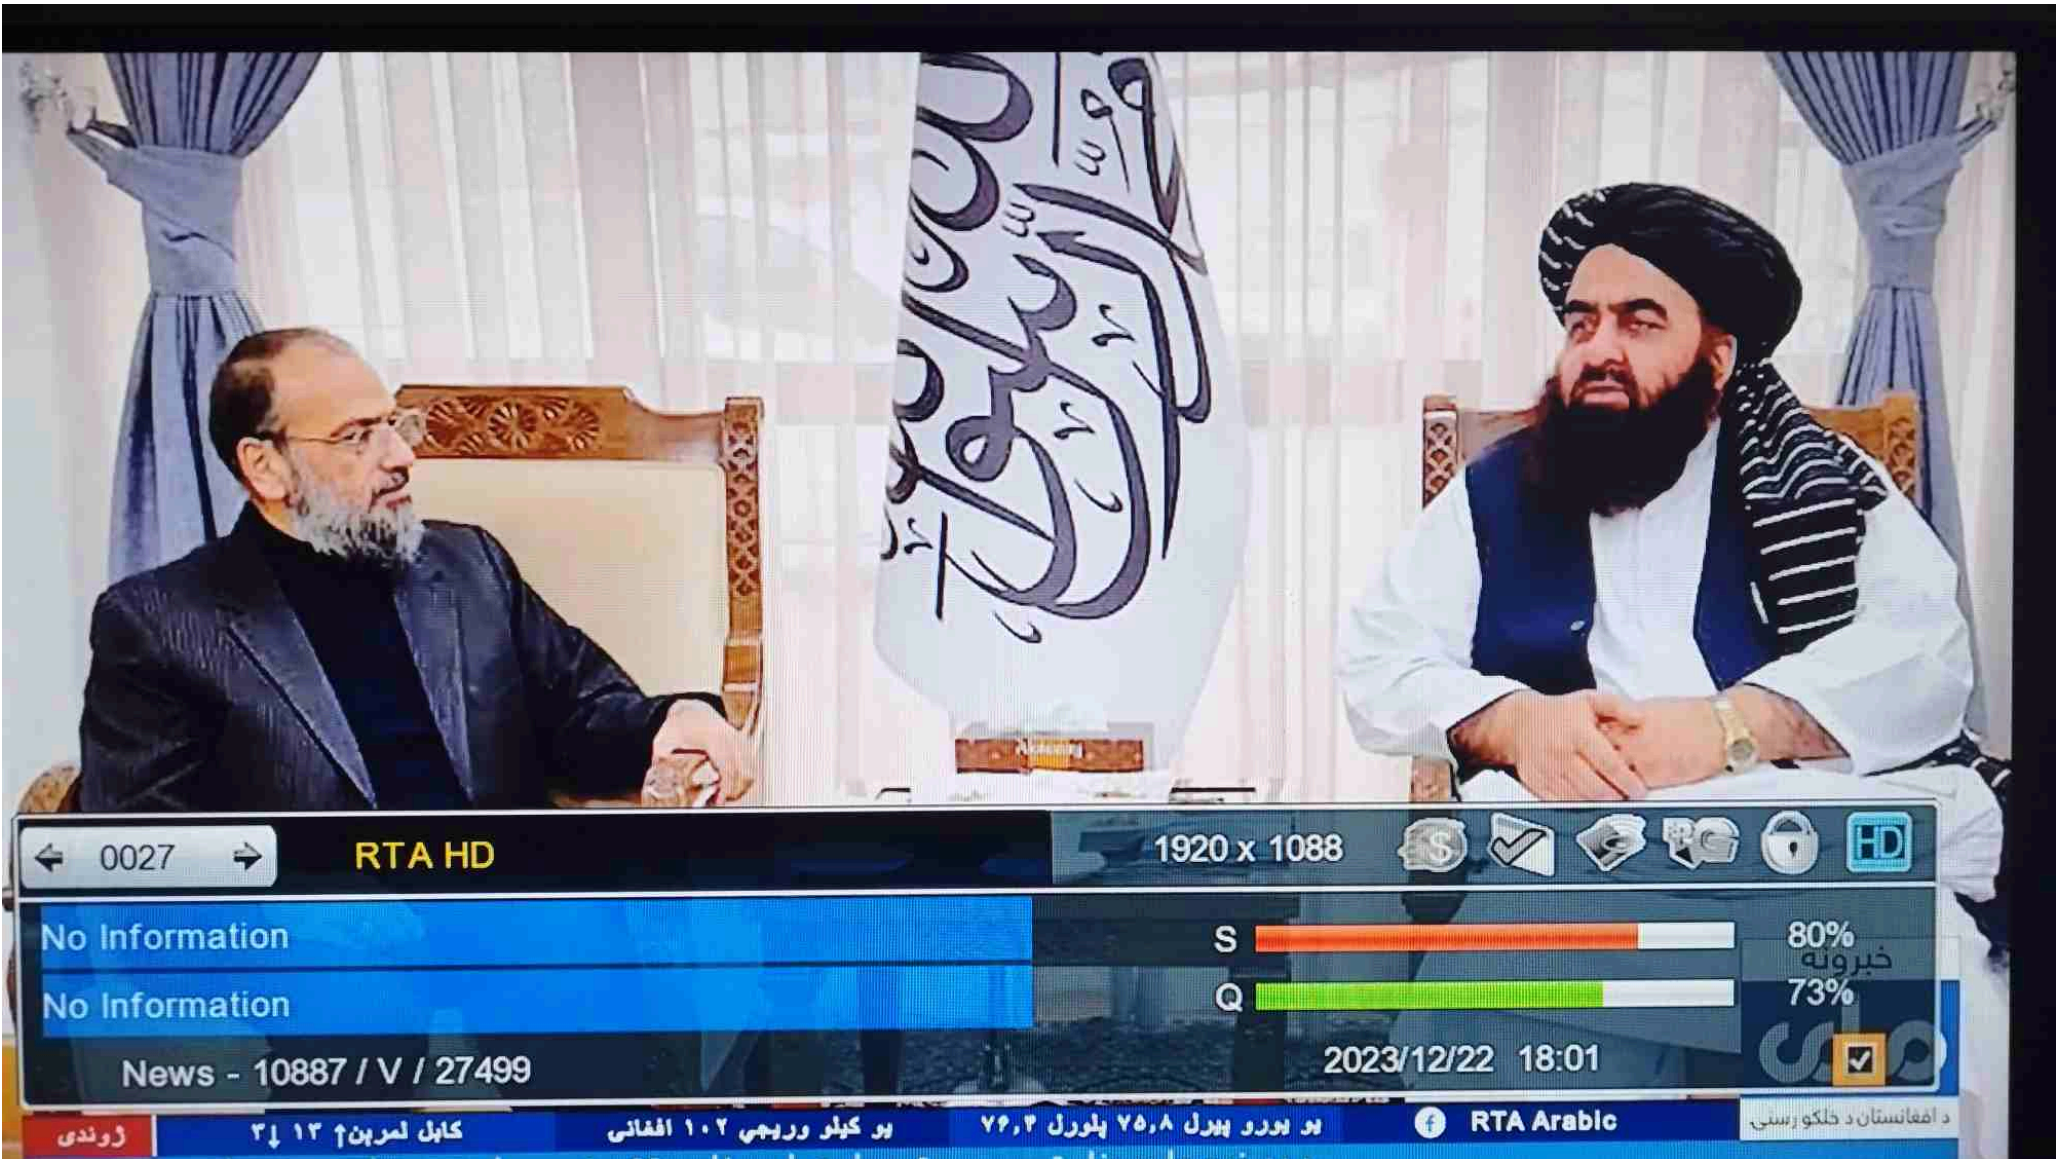 0027
RTA HD
1920 x 1088
HD
No Information
S
80%
خبرونه
No Information
Q
73%
News - 10887 / V / 27499
2023/12/22 18:01
د افغانستان د خلکو رسنۍ
ژوندی
کابل لمرین↑ ۱۳ ↓۳
یو کیلو وریجې ۱۰۲ افغانی
یو یورو پیرل ۷۵,۸ پلورل ۷۶,۴
RTA Arabic